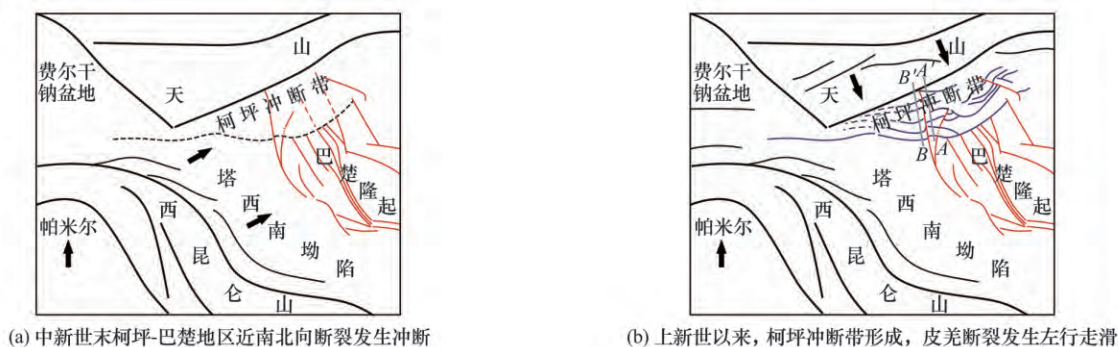 山
费尔干
钠盆地
天
柯坪冲断带
巴
楚
隆
起
塔
西
南
坳
陷
西
昆
仑
山
帕米尔
(a) 中新世末柯坪-巴楚地区近南北向断裂发生冲断
山
费尔干
钠盆地
天
B' A'
柯坪冲断带
B A
巴
楚
隆
起
塔
西
南
坳
陷
西
昆
仑
山
帕米尔
(b) 上新世以来，柯坪冲断带形成，皮羌断裂发生左行走滑